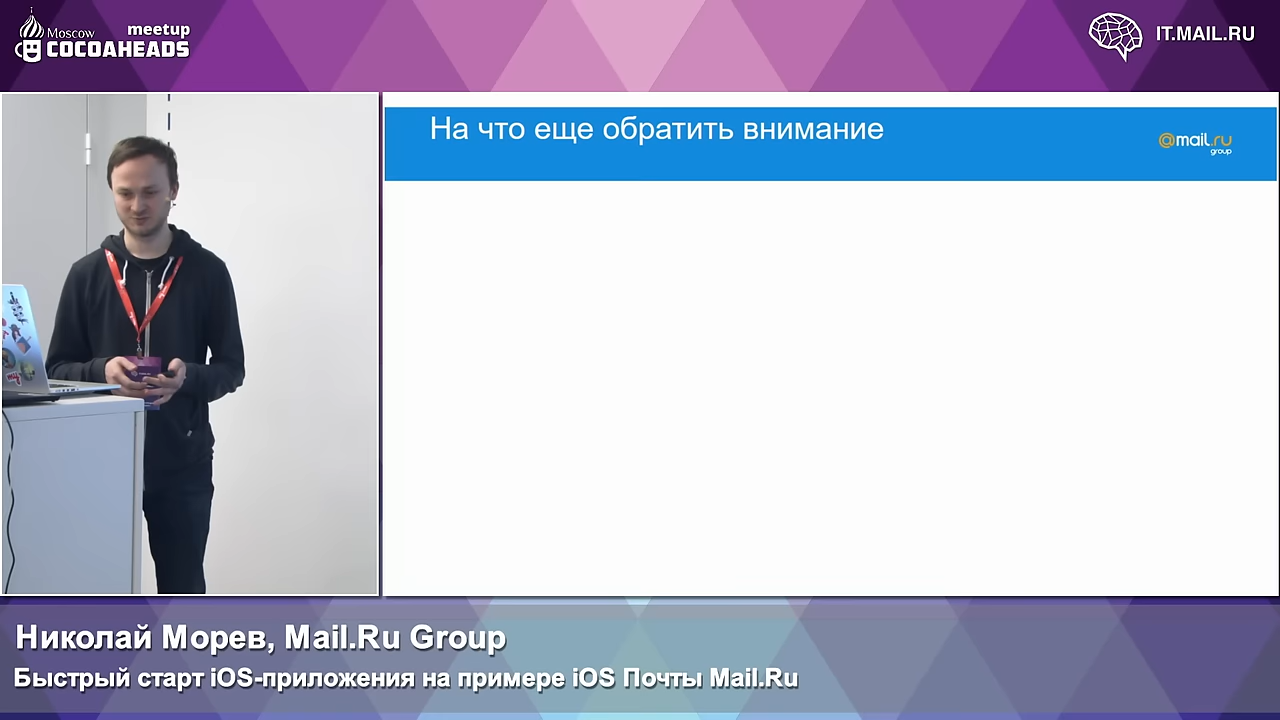 Moscow meetup
COCOAHEADS
IT.MAIL.RU
На что еще обратить внимание
@mail.ru
group
Николай Морев, Mail.Ru Group
Быстрый старт iOS-приложения на примере iOS Почты Mail.Ru